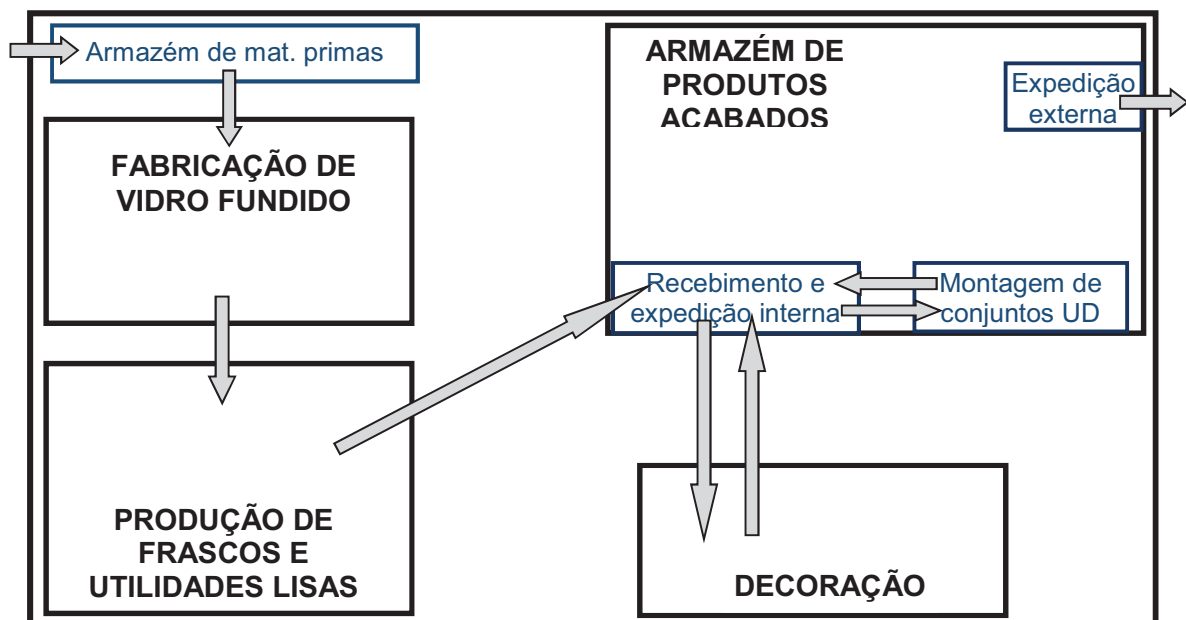 Armazém de mat. primas
FABRICAÇÃO DE
VIDRO FUNDIDO
PRODUÇÃO DE
FRASCOS E
UTILIDADES LISAS
ARMAZÉM DE
PRODUTOS
ACABADOS
Expedição
externa
Recebimento e
expedição interna
Montagem de
conjuntos UD
DECORAÇÃO